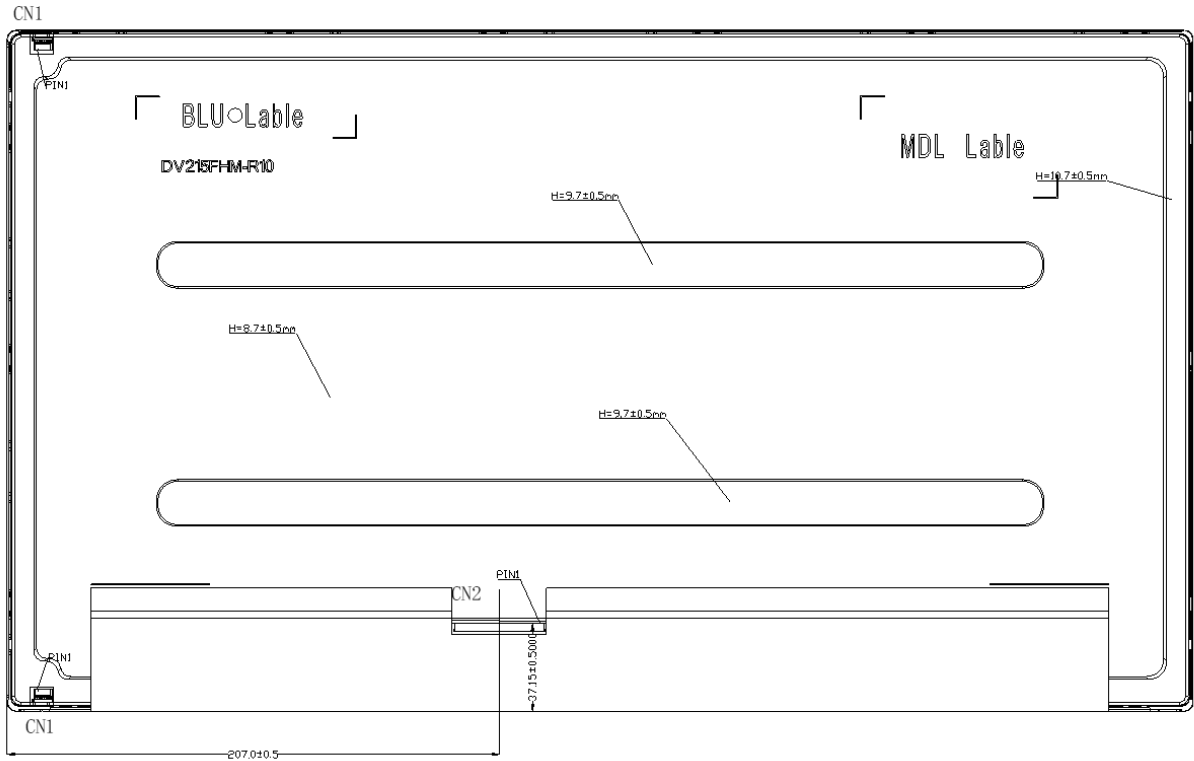 CN1
PIN1
BLU Lable
MDL Lable
DV215FHM-R10
H=10.7±0.5mm
H=9.7±0.5mm
H=8.7±0.5mm
H=9.7±0.5mm
PIN1
CN2
37.15±0.5000
PIN1
CN1
207.0±0.5